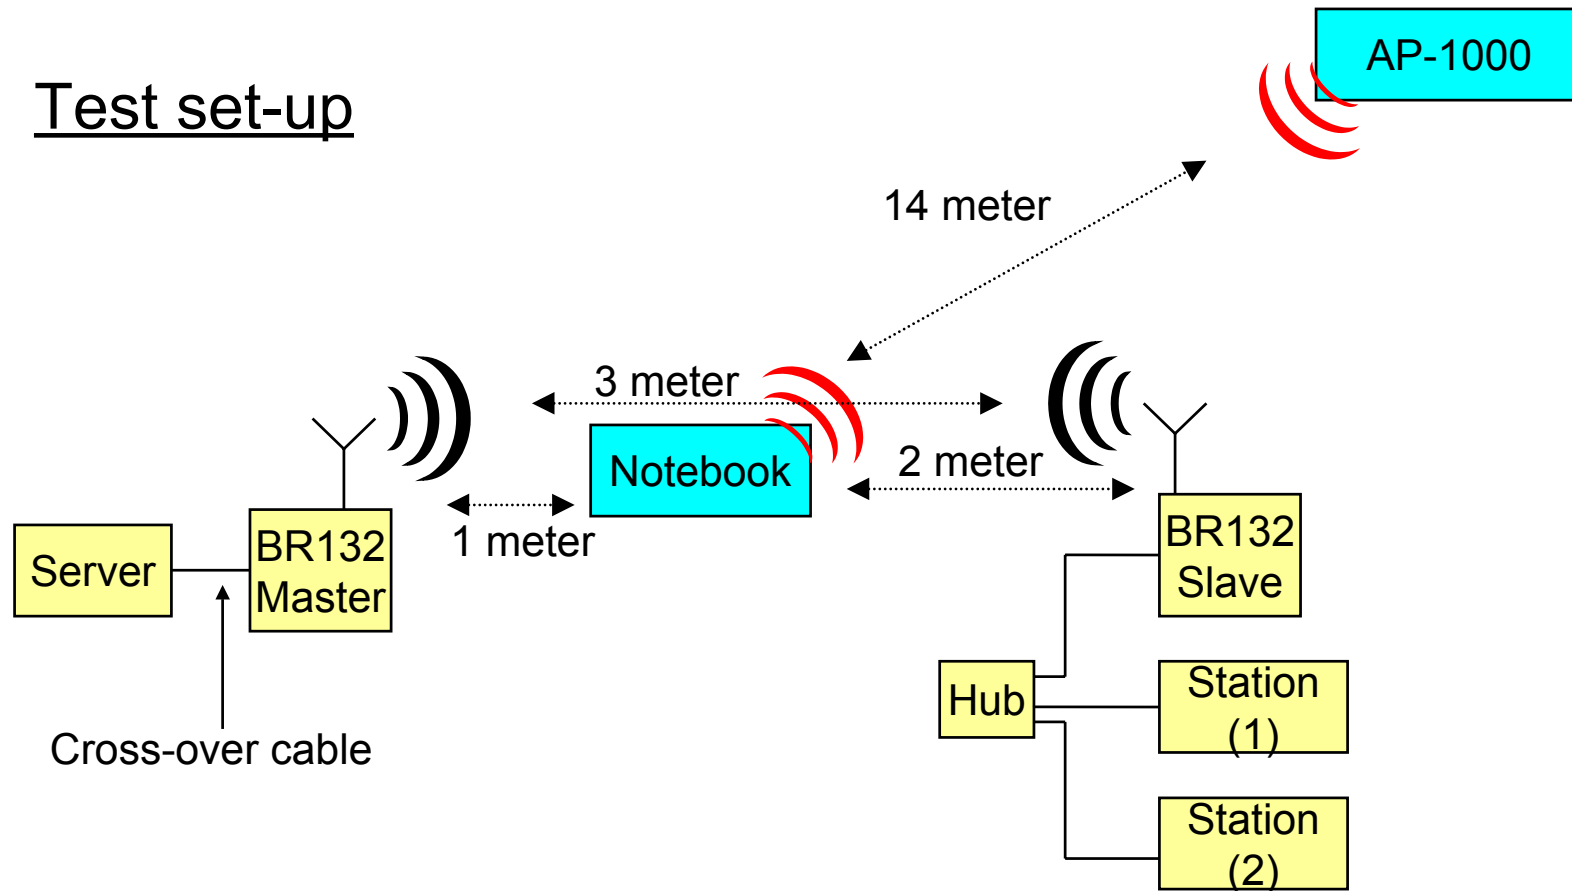 AP-1000
Test set-up
14 meter
3 meter
Notebook
2 meter
1 meter
Server
BR132
Master
BR132
Slave
Hub
Station
(1)
Cross-over cable
Station
(2)